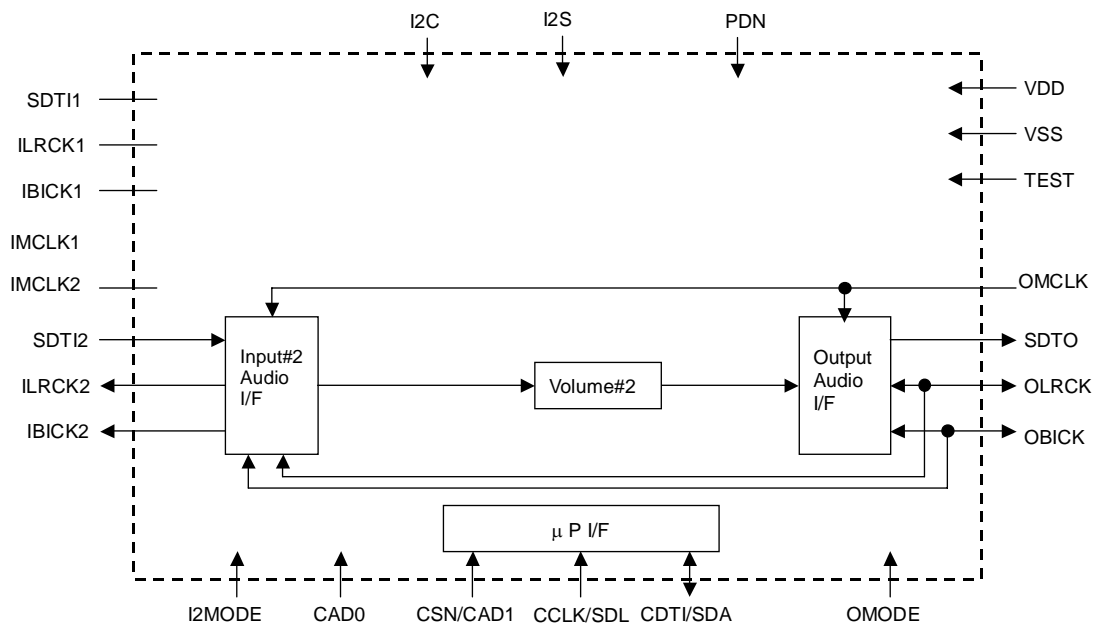 I2C
I2S
PDN
SDTI1
VDD
ILRCK1
VSS
IBICK1
TEST
IMCLK1
IMCLK2
OMCLK
SDTI2
Input#2
Audio
I/F
Volume#2
Output
Audio
I/F
SDTO
ILRCK2
OLRCK
IBICK2
OBICK
μ P I/F
I2MODE
CAD0
CSN/CAD1
CCLK/SDL
CDTI/SDA
OMODE